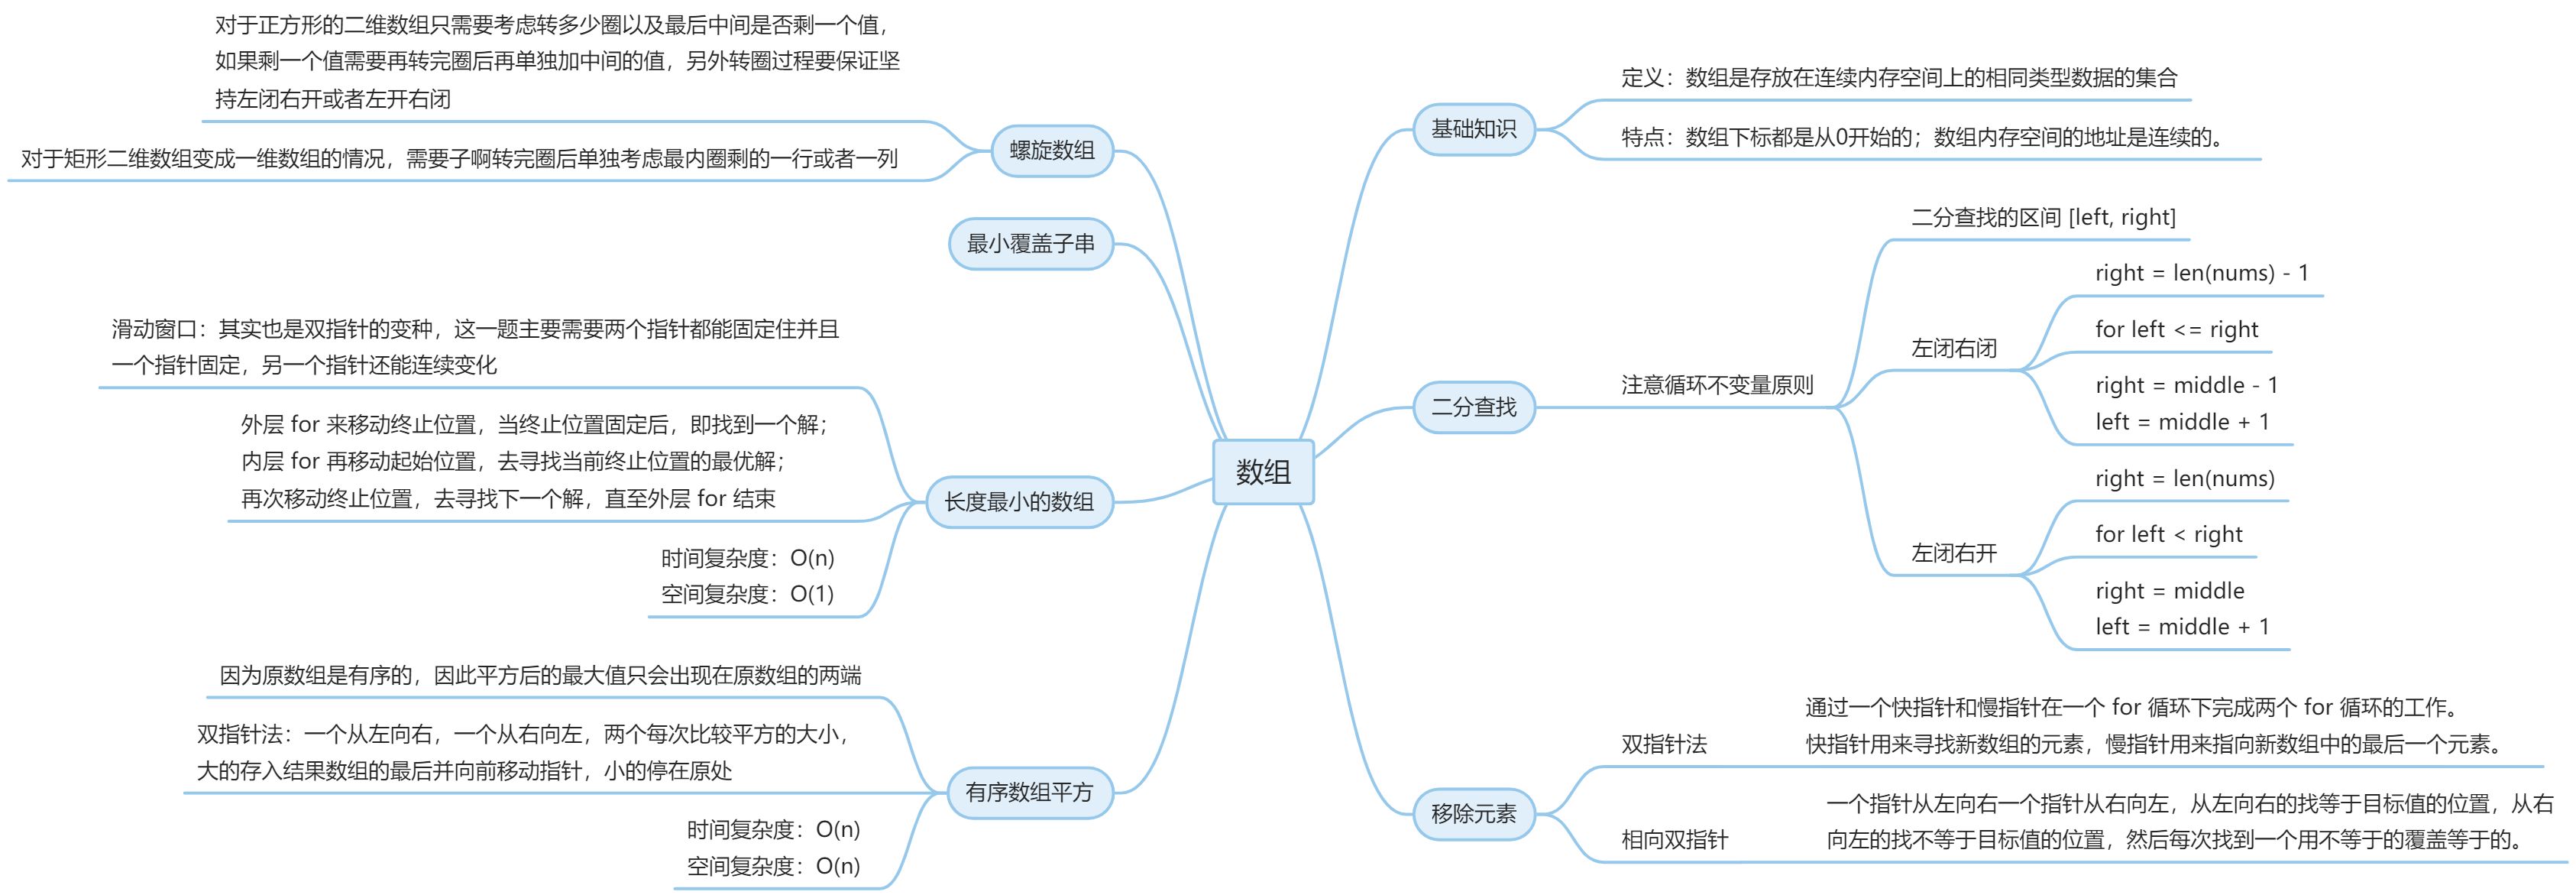 数组
基础知识
定义：数组是存放在连续内存空间上的相同类型数据的集合
特点：数组下标都是从0开始的；数组内存空间的地址是连续的。
二分查找
注意循环不变量原则
二分查找的区间 [left, right]
左闭右闭
right = len(nums) - 1
for left <= right
right = middle - 1
left = middle + 1
左闭右开
right = len(nums)
for left < right
right = middle
left = middle + 1
移除元素
双指针法
通过一个快指针和慢指针在一个 for 循环下完成两个 for 循环的工作。
快指针用来寻找新数组的元素，慢指针用来指向新数组中的最后一个元素。
相向双指针
一个指针从左向右一个指针从右向左，从左向右的找等于目标值的位置，从右
向左的找不等于目标值的位置，然后每次找到一个用不等于的覆盖等于的。
螺旋数组
对于正方形的二维数组只需要考虑转多少圈以及最后中间是否剩一个值，
如果剩一个值需要再转完圈后再单独加中间的值，另外转圈过程要保证坚
持左闭右开或者左开右闭
对于矩形二维数组变成一维数组的情况，需要子啊转完圈后单独考虑最内圈剩的一行或者一列
最小覆盖子串
长度最小的数组
滑动窗口：其实也是双指针的变种，这一题主要需要两个指针都能固定住并且
一个指针固定，另一个指针还能连续变化
外层 for 来移动终止位置，当终止位置固定后，即找到一个解；
内层 for 再移动起始位置，去寻找当前终止位置的最优解；
再次移动终止位置，去寻找下一个解，直至外层 for 结束
时间复杂度：O(n)
空间复杂度：O(1)
有序数组平方
因为原数组是有序的，因此平方后的最大值只会出现在原数组的两端
双指针法：一个从左向右，一个从右向左，两个每次比较平方的大小，
大的存入结果数组的最后并向前移动指针，小的停在原处
时间复杂度：O(n)
空间复杂度：O(n)